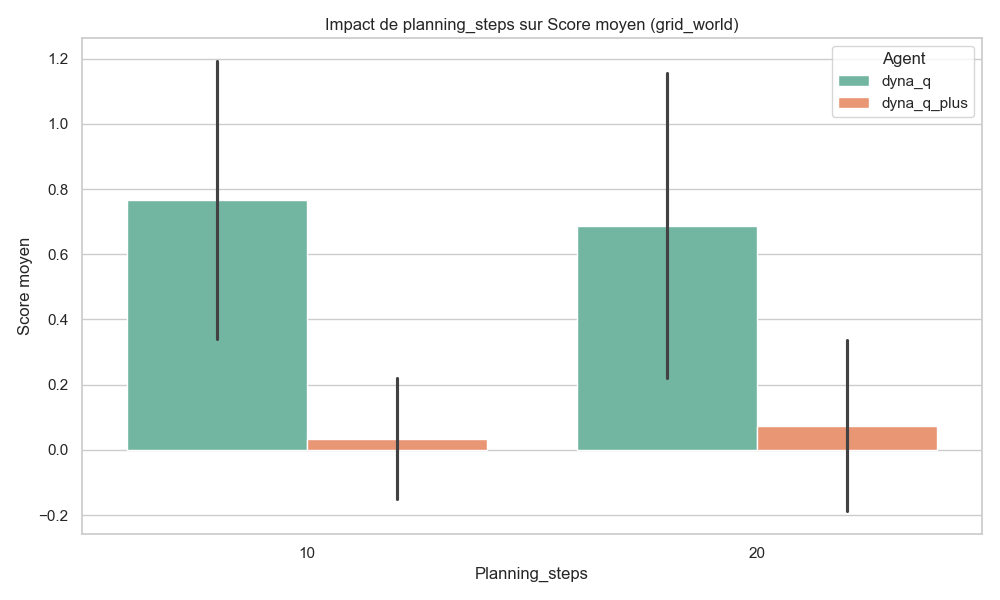 Impact de planning_steps sur Score moyen (grid_world)
Agent
dyna_q
dyna_q_plus
1.2
1.0
0.8
0.6
0.4
0.2
0.0
−0.2
Score moyen
10
20
Planning_steps